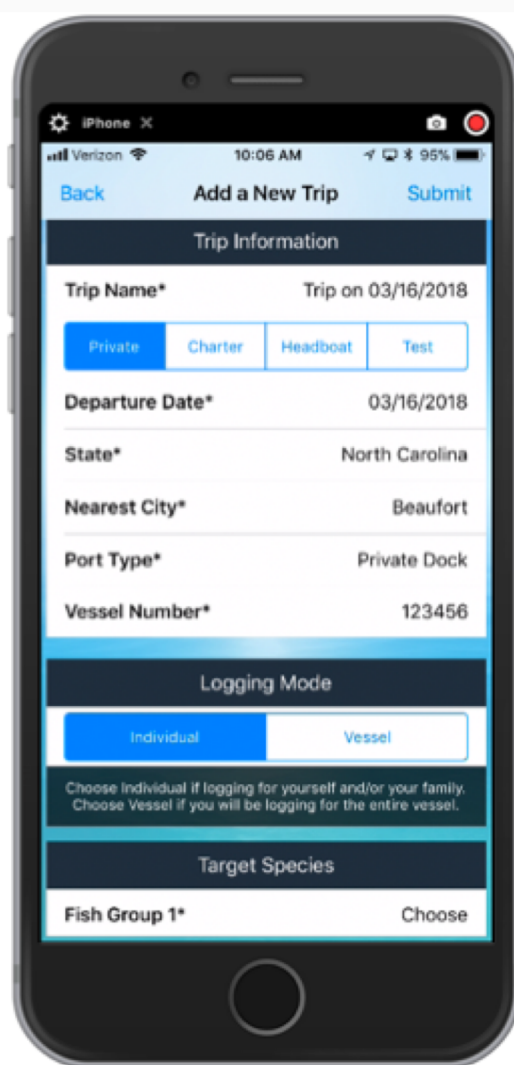 iPhone
Verizon 10:06 AM 95%
Back Add a New Trip Submit
Trip Information
Trip Name* Trip on 03/16/2018
Private Charter Headboat Test
Departure Date* 03/16/2018
State* North Carolina
Nearest City* Beaufort
Port Type* Private Dock
Vessel Number* 123456
Logging Mode
Individual Vessel
Choose Individual if logging for yourself and/or your family.
Choose Vessel if you will be logging for the entire vessel.
Target Species
Fish Group 1* Choose